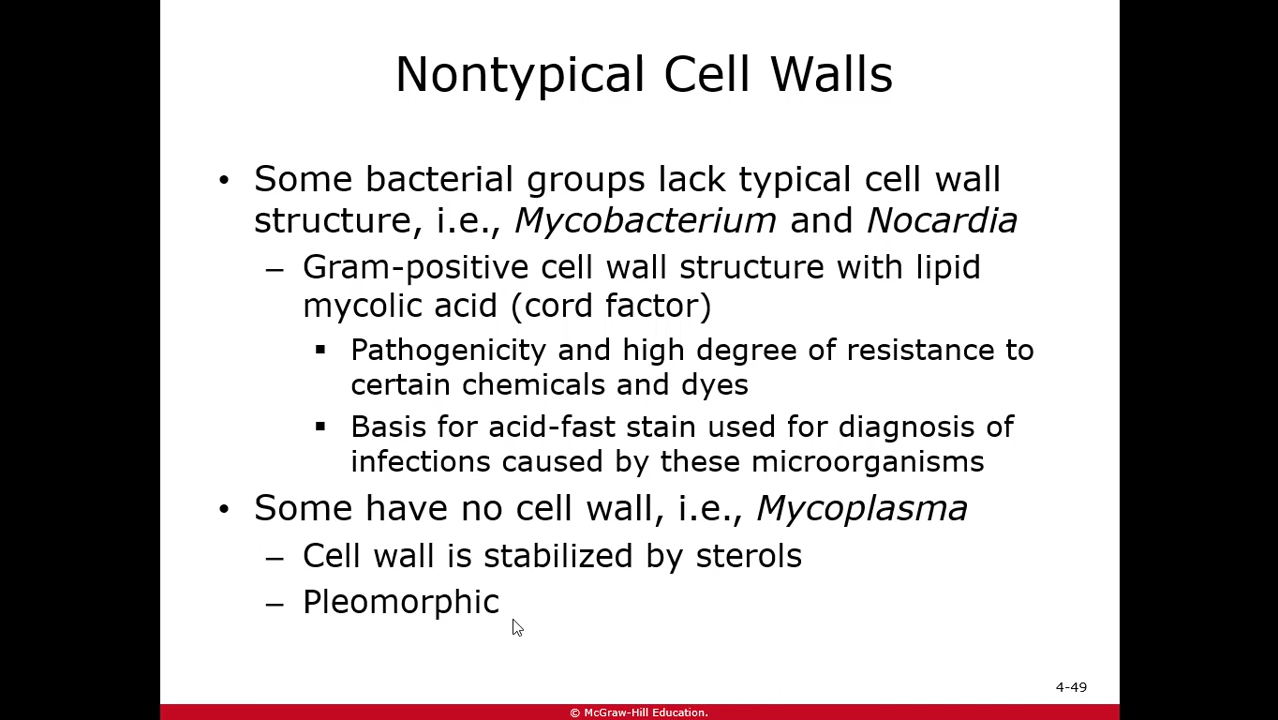 Nontypical Cell Walls
• Some bacterial groups lack typical cell wall
structure, i.e., Mycobacterium and Nocardia
– Gram-positive cell wall structure with lipid
mycolic acid (cord factor)
▪ Pathogenicity and high degree of resistance to
certain chemicals and dyes
▪ Basis for acid-fast stain used for diagnosis of
infections caused by these microorganisms
• Some have no cell wall, i.e., Mycoplasma
– Cell wall is stabilized by sterols
– Pleomorphic
4-49
© McGraw-Hill Education.